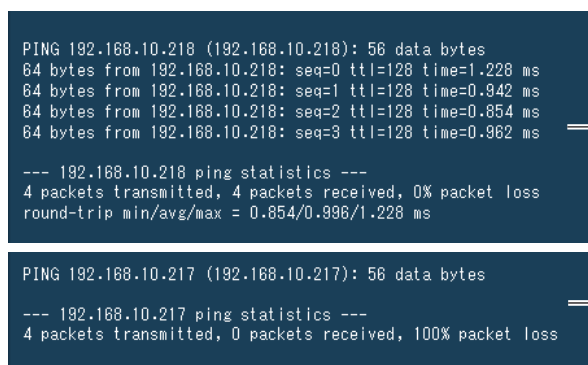 PING 192.168.10.218 (192.168.10.218): 56 data bytes
64 bytes from 192.168.10.218: seq=0 ttl=128 time=1.228 ms
64 bytes from 192.168.10.218: seq=1 ttl=128 time=0.942 ms
64 bytes from 192.168.10.218: seq=2 ttl=128 time=0.854 ms
64 bytes from 192.168.10.218: seq=3 ttl=128 time=0.962 ms
--- 192.168.10.218 ping statistics ---
4 packets transmitted, 4 packets received, 0% packet loss
round-trip min/avg/max = 0.854/0.996/1.228 ms
PING 192.168.10.217 (192.168.10.217): 56 data bytes
--- 192.168.10.217 ping statistics ---
4 packets transmitted, 0 packets received, 100% packet loss